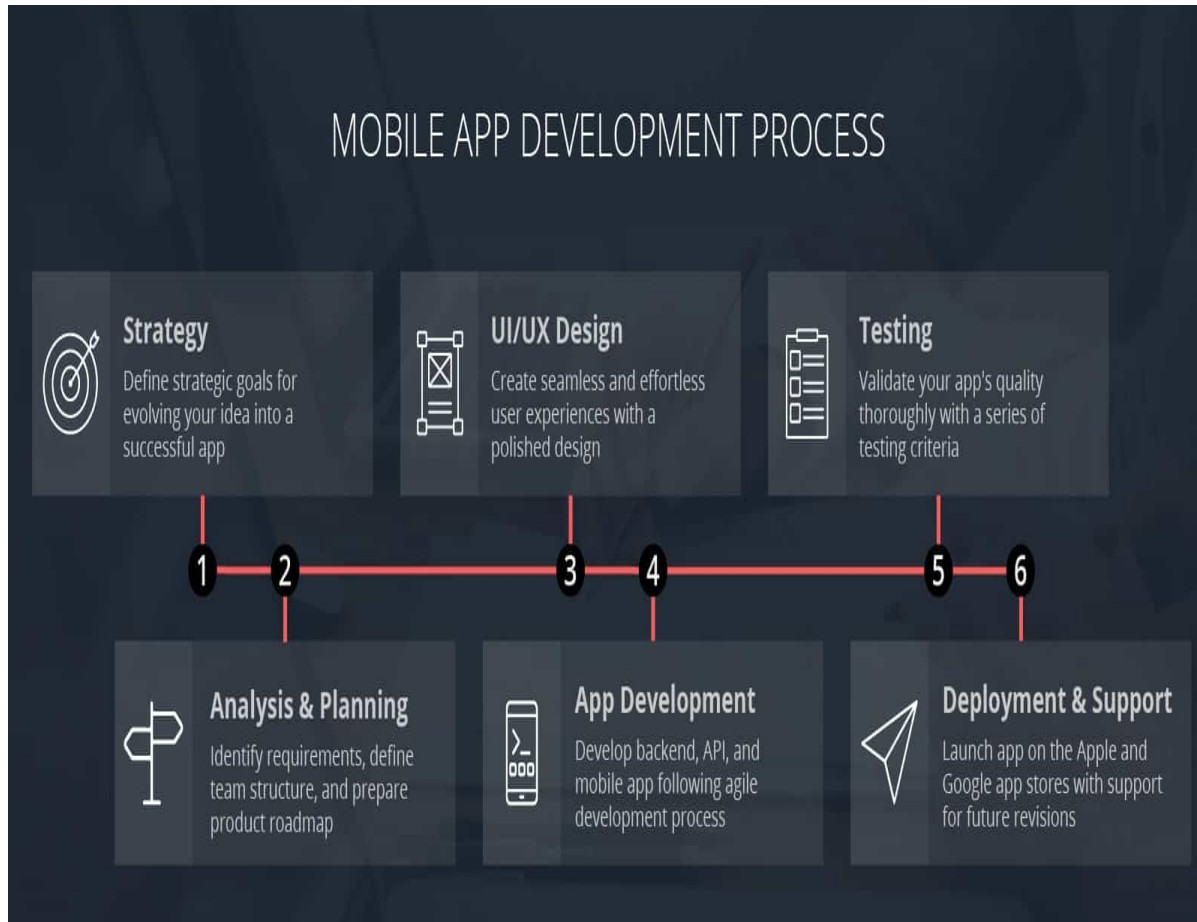 MOBILE APP DEVELOPMENT PROCESS
Strategy
Define strategic goals for
evolving your idea into a
successful app
1
2
Analysis & Planning
Identify requirements, define
team structure, and prepare
product roadmap
UI/UX Design
Create seamless and effortless
user experiences with a
polished design
3
4
App Development
Develop backend, API, and
mobile app following agile
development process
Testing
Validate your app's quality
thoroughly with a series of
testing criteria
5
6
Deployment & Support
Launch app on the Apple and
Google app stores with support
for future revisions